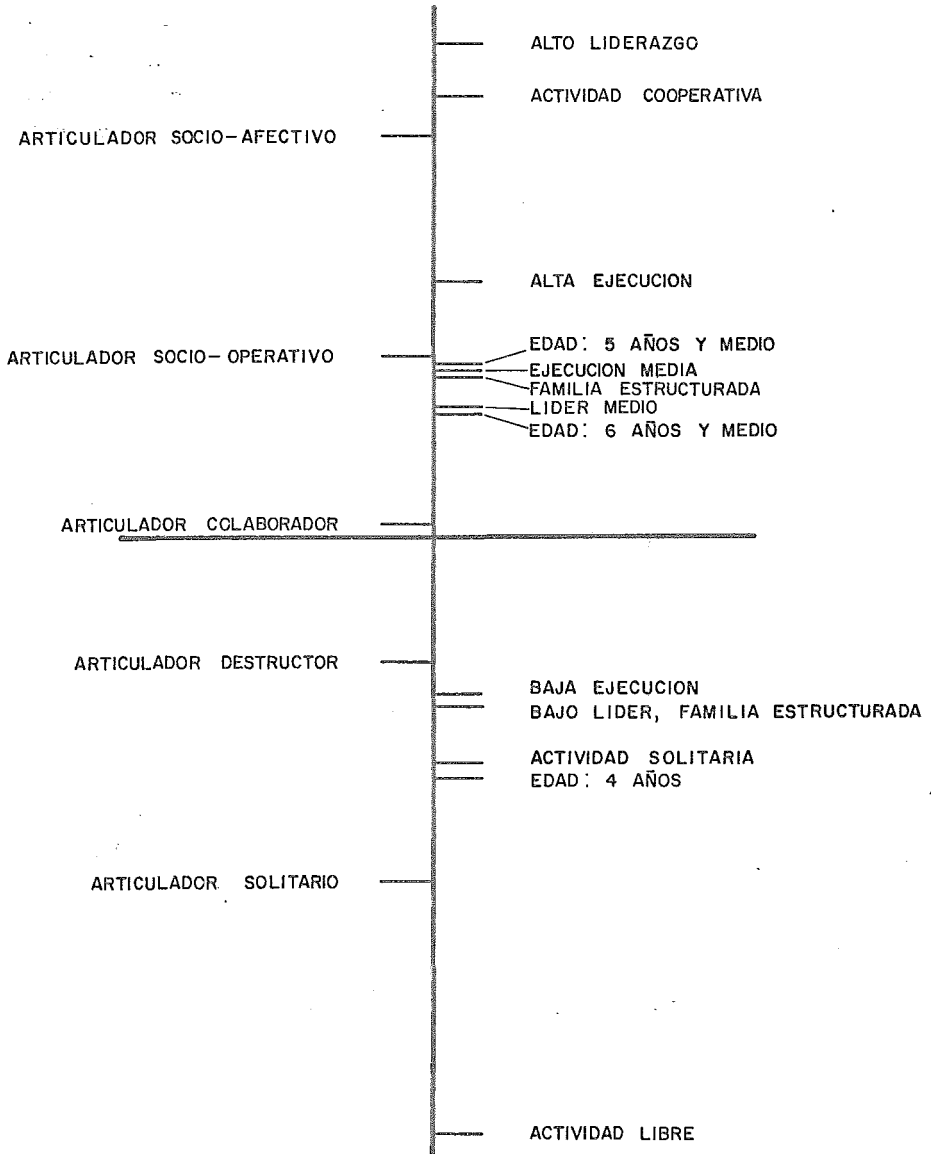 ALTO LIDERAZGO
ACTIVIDAD COOPERATIVA
ARTICULADOR SOCIO-AFECTIVO
ALTA EJECUCION
EDAD: 5 AÑOS Y MEDIO
ARTICULADOR SOCIO-OPERATIVO
EJECUCION MEDIA
FAMILIA ESTRUCTURADA
LIDER MEDIO
EDAD: 6 AÑOS Y MEDIO
ARTICULADOR COLABORADOR
ARTICULADOR DESTRUCTOR
BAJA EJECUCION
BAJO LIDER, FAMILIA ESTRUCTURADA
ACTIVIDAD SOLITARIA
EDAD: 4 AÑOS
ARTICULADOR SOLITARIO
ACTIVIDAD LIBRE